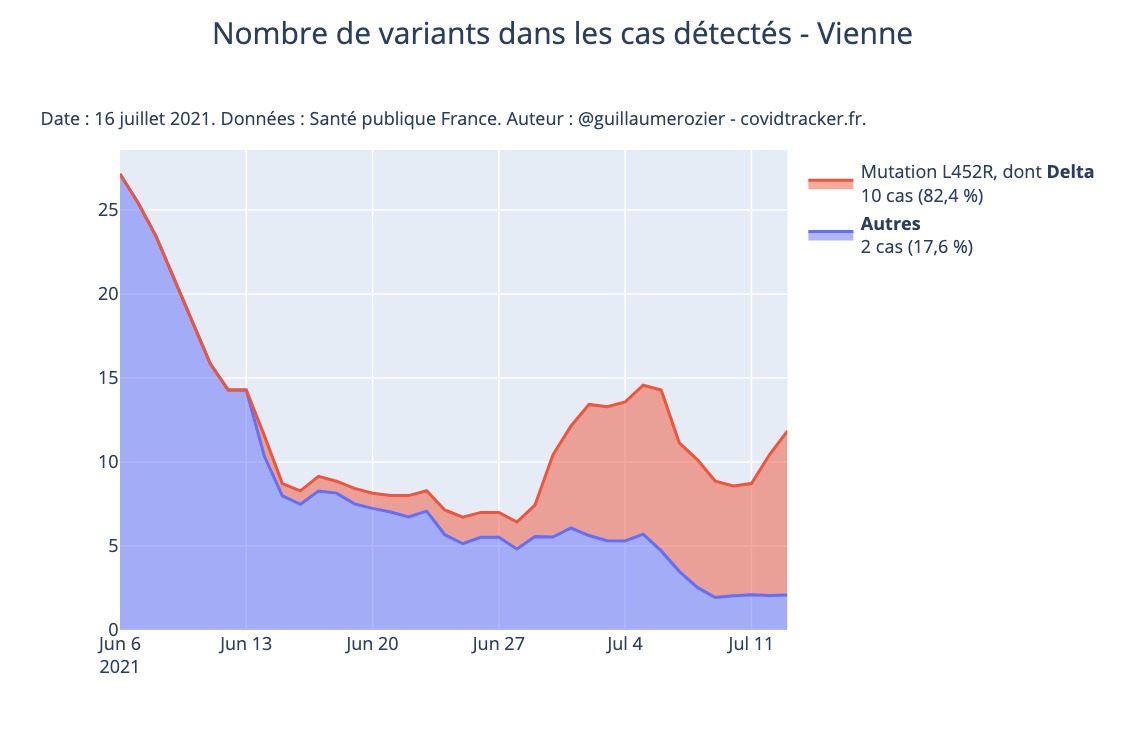 Nombre de variants dans les cas détectés - Vienne
Date : 16 juillet 2021. Données : Santé publique France. Auteur : @guillaumerozier - covidtracker.fr.
Mutation L452R, dont Delta
10 cas (82,4 %)
Autres
2 cas (17,6 %)
25
20
15
10
5
0
Jun 6
2021
Jun 13
Jun 20
Jun 27
Jul 4
Jul 11